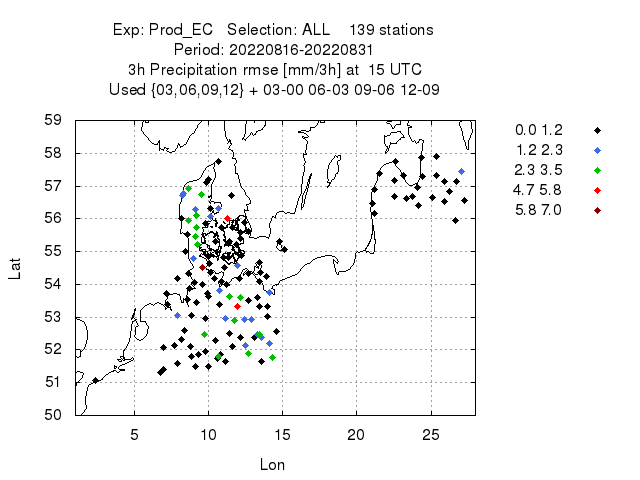 Exp: Prod_EC Selection: ALL 139 stations
Period: 20220816-20220831
3h Precipitation rmse [mm/3h] at 15 UTC
Used {03,06,09,12} + 03-00 06-03 09-06 12-09
59
58
57
56
55
54
53
52
51
50
Lat
5 10 15 20 25
Lon
0.0 1.2
1.2 2.3
2.3 3.5
4.7 5.8
5.8 7.0